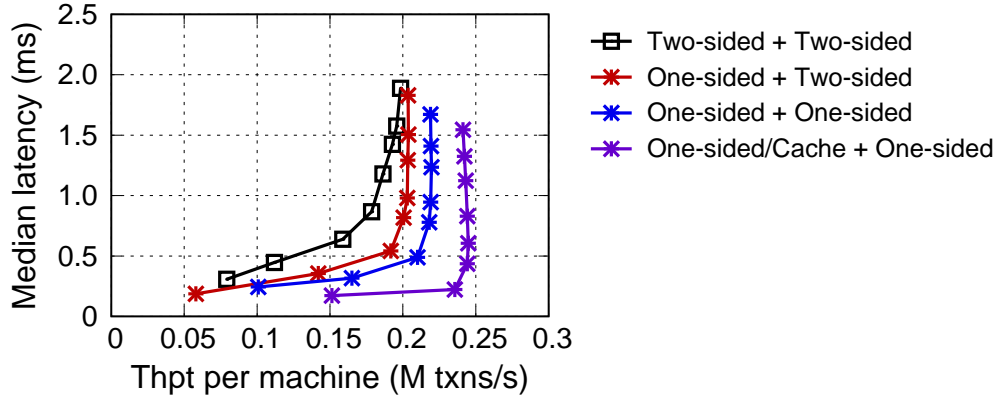 2.5
2.0
1.5
1.0
0.5
0
Median latency (ms)
0 0.05 0.1 0.15 0.2 0.25 0.3
Thpt per machine (M txns/s)
Two-sided + Two-sided
One-sided + Two-sided
One-sided + One-sided
One-sided/Cache + One-sided